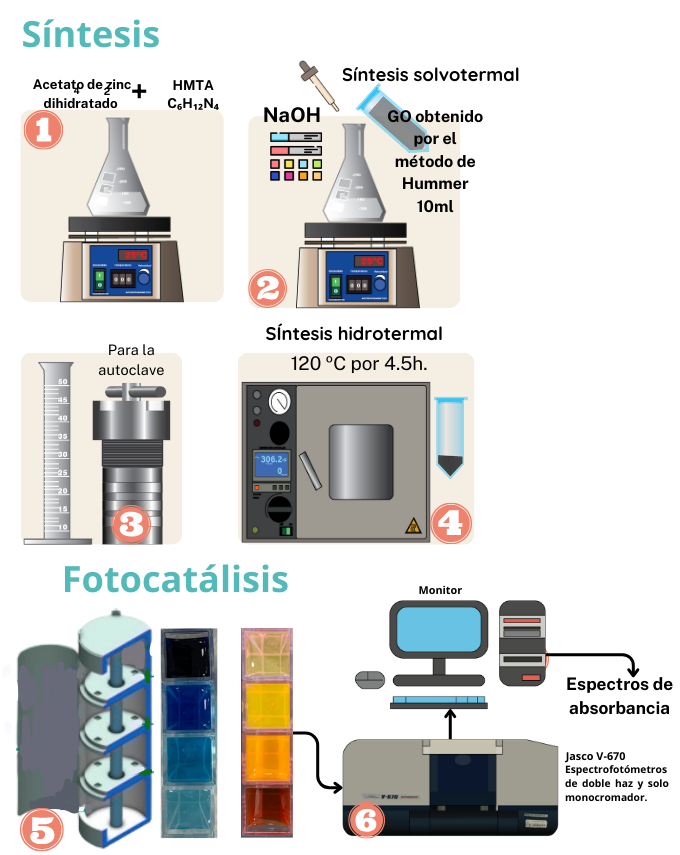 Síntesis
Acetato de zinc
dihidratado
+
HMTA
C₆H₁₂N₄
1
25°C
Síntesis solvotermal
NaOH
GO obtenido
por el
método de
Hummer
10ml
25°C
2
Síntesis hidrotermal
Para la
autoclave
50
45
40
35
30
25
20
15
10
3
120 °C por 4.5h.
306.2
0
4
Fotocatálisis
Monitor
Espectros de
absorbancia
Jasco V-670
Espectrofotómetros
de doble haz y solo
monocromador.
V-670
5
6